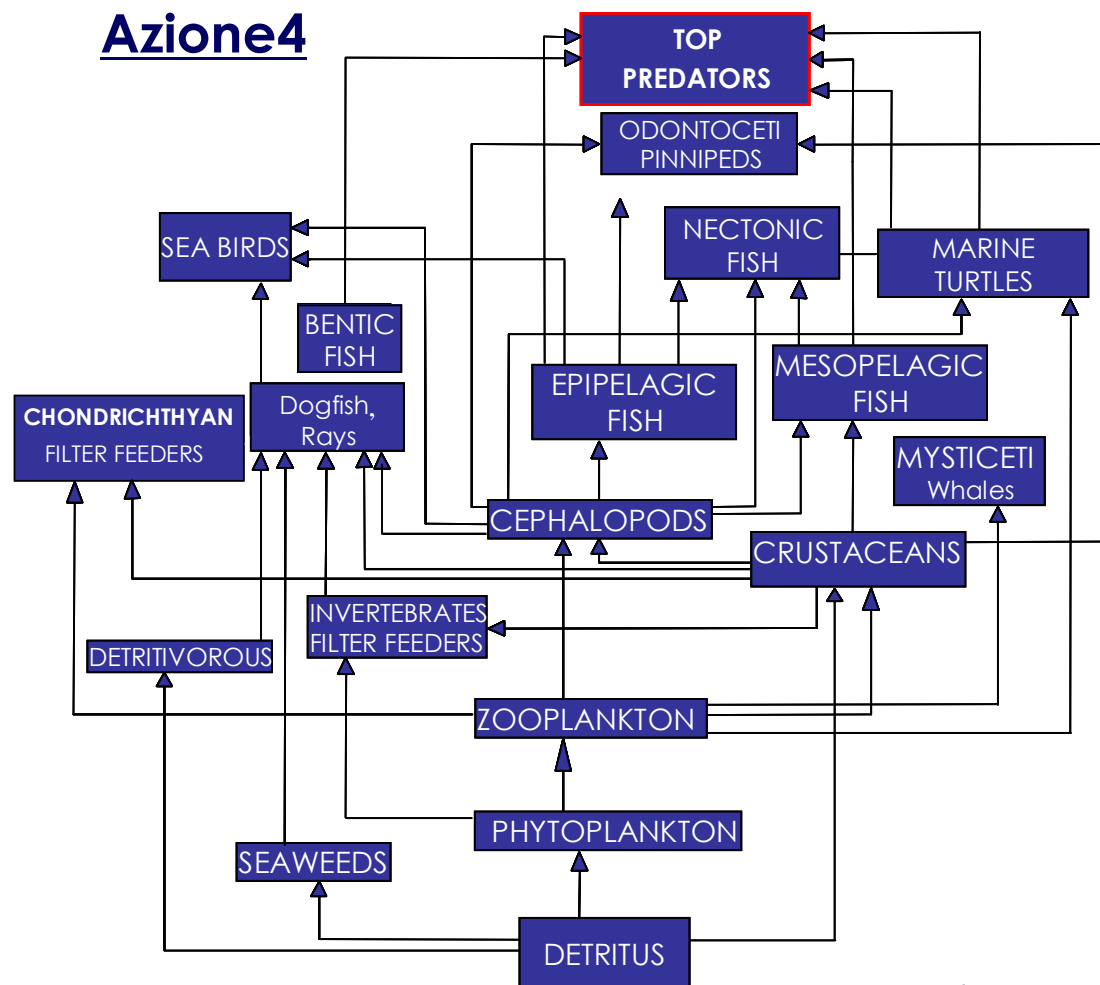 Azione4
TOP
PREDATORS
ODONTOCETI
PINNIPEDS
SEA BIRDS
NECTONIC
FISH
MARINE
TURTLES
BENTIC
FISH
EPIPELAGIC
FISH
MESOPELAGIC
FISH
CHONDRICHTHYAN
FILTER FEEDERS
Dogfish,
Rays
MYSTICETI
Whales
CEPHALOPODS
CRUSTACEANS
INVERTEBRATES
FILTER FEEDERS
DETRITIVOROUS
ZOOPLANKTON
PHYTOPLANKTON
SEAWEEDS
DETRITUS